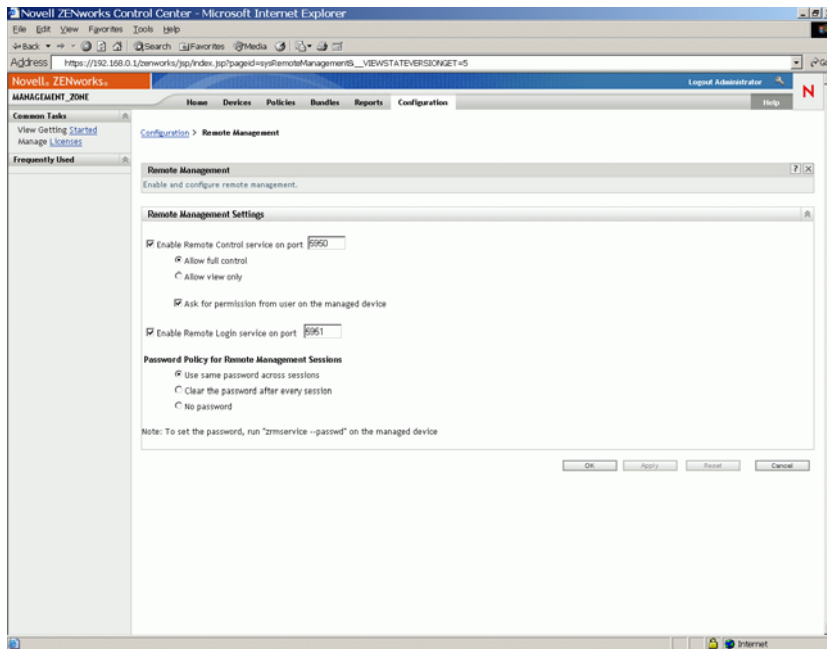 Novell ZENworks Control Center - Microsoft Internet Explorer
File Edit View Favorites Tools Help
Back Search Favorites Media
Address https://192.168.0.1/zenworks/jsp/index.jsp?pageid=sysRemoteManagement&__VIEWSTATEVERSIONGET=5
Novell® ZENworks®
Logout Administrator
N
MANAGEMENT_ZONE
Home Devices Policies Bundles Reports Configuration Help
Common Tasks
View Getting Started
Manage Licenses
Frequently Used
Configuration > Remote Management
Remote Management
Enable and configure remote management.
Remote Management Settings
Enable Remote Control service on port 5950
Allow full control
Allow view only
Ask for permission from user on the managed device
Enable Remote Login service on port 5951
Password Policy for Remote Management Sessions
Use same password across sessions
Clear the password after every session
No password
Note: To set the password, run "zrmservice --passwd" on the managed device
OK Apply Reset Cancel
Internet